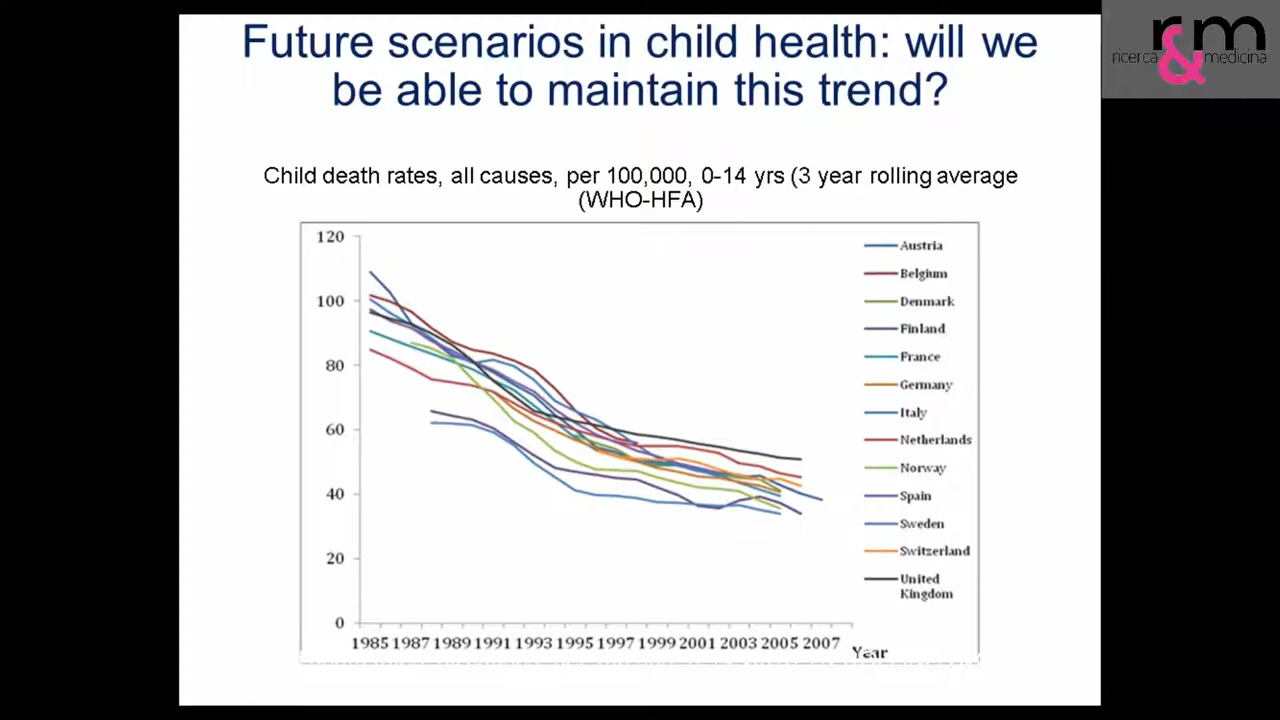 Future scenarios in child health: will we
be able to maintain this trend?
r&m
ricerca medicina
Child death rates, all causes, per 100,000, 0-14 yrs (3 year rolling average
(WHO-HFA)
120
100
80
60
40
20
0
1985 1987 1989 1991 1993 1995 1997 1999 2001 2003 2005 2007
Year
Austria
Belgium
Denmark
Finland
France
Germany
Italy
Netherlands
Norway
Spain
Sweden
Switzerland
United
Kingdom